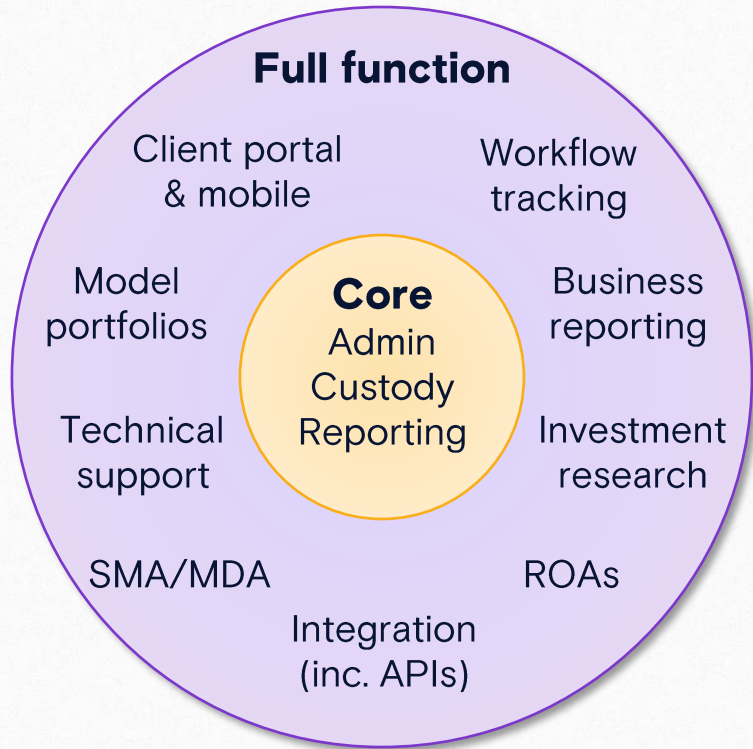 Full function
Client portal
& mobile
Workflow
tracking
Model
portfolios
Core
Admin
Custody
Reporting
Business
reporting
Technical
support
Investment
research
SMA/MDA
ROAs
Integration
(inc. APIs)